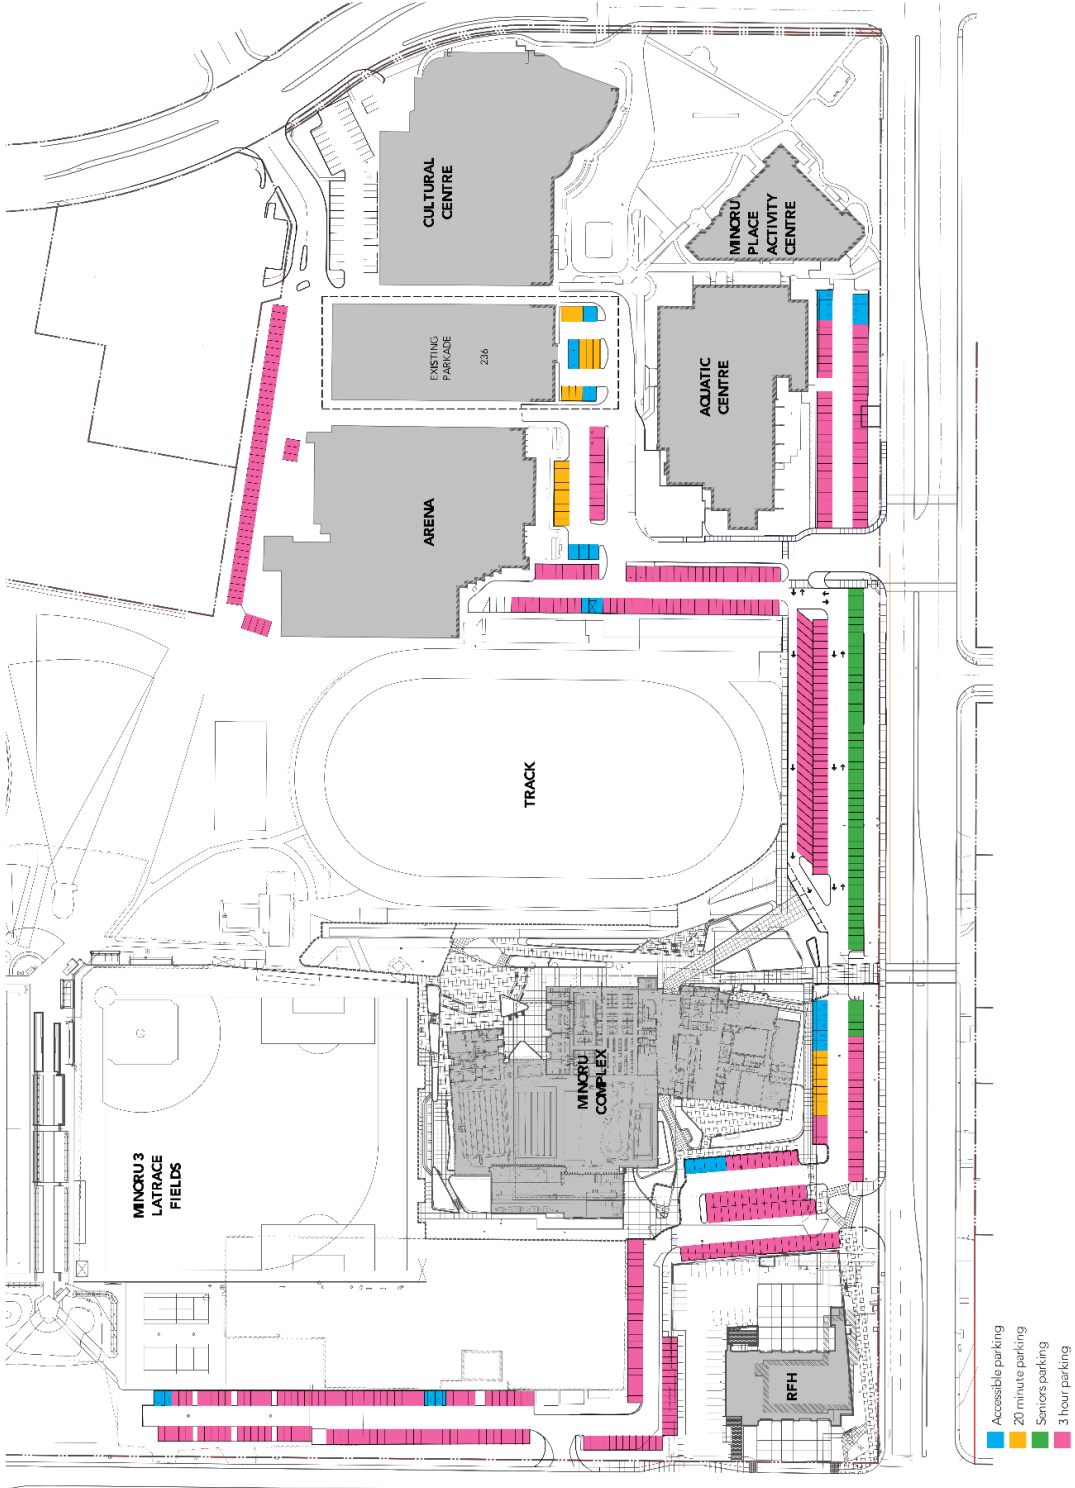 CULTURAL
CENTRE
MINORU
PLACE
ACTIVITY
CENTRE
EXISTING
PARKADE
236
AQUATIC
CENTRE
ARENA
TRACK
MINORU
COMPLEX
MINORU 3
LATRACE
FIELDS
RFH
Accessible parking
20 minute parking
Seniors parking
3 hour parking